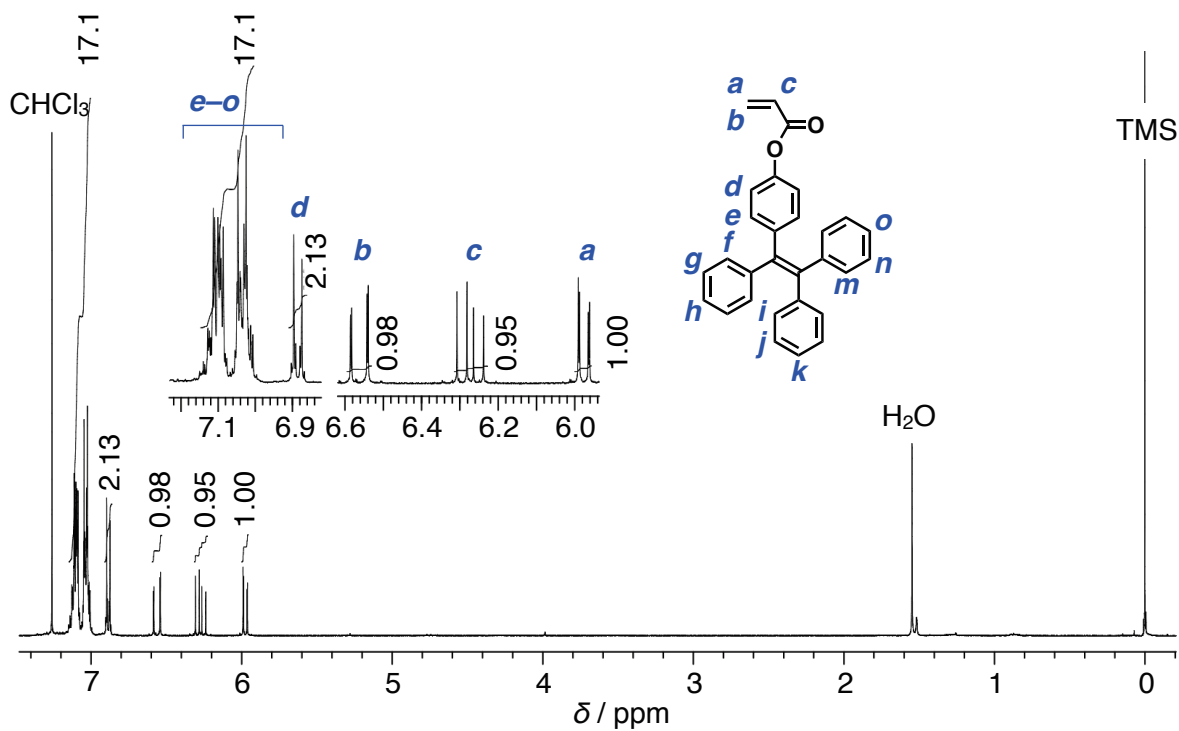 17.1
17.1
CHCl₃
e–o
d
2.13
b
c
a
0.98
0.95
1.00
7.1
6.9
6.6
6.4
6.2
6.0
a
c
b
O
O
d
e
f
g
h
i
j
k
o
n
m
TMS
H₂O
2.13
0.98
0.95
1.00
7
6
5
4
3
2
1
0
δ / ppm